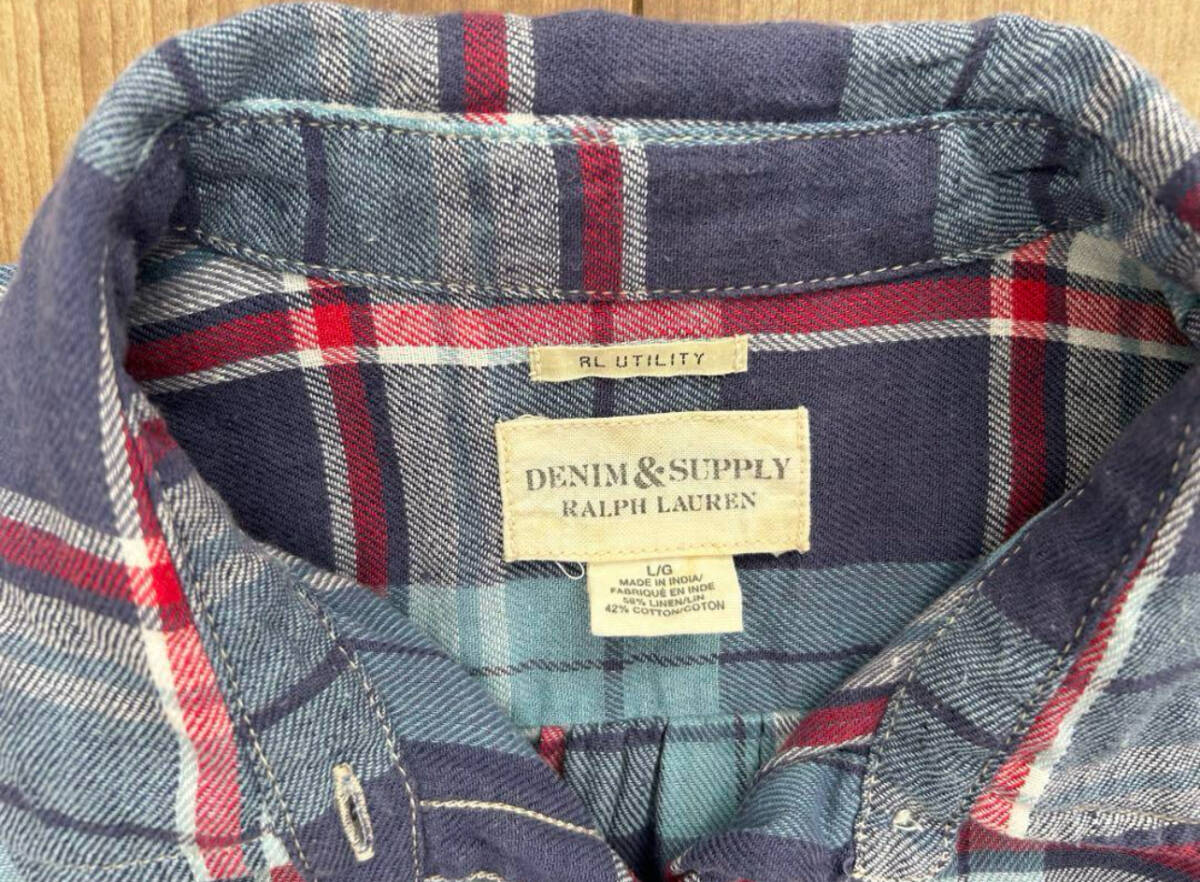 RL UTILITY
DENIM & SUPPLY
RALPH LAUREN
L/G
MADE IN INDIA/
FABRIQUÉ EN INDE
58% LINEN/LIN
42% COTTON/COTON